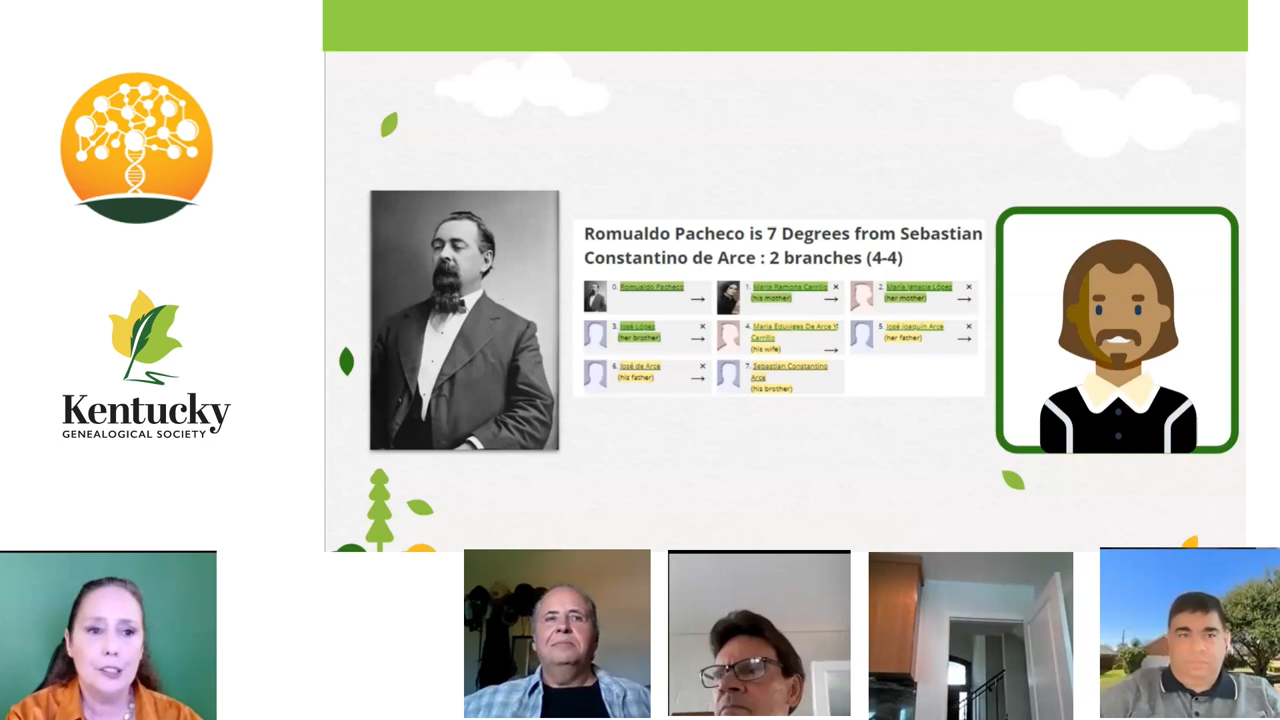 Kentucky
GENEALOGICAL SOCIETY
Romualdo Pacheco is 7 Degrees from Sebastian
Constantino de Arce : 2 branches (4-4)
0. Romualdo Pacheco
→
1. Maria Ramona Carrillo ×
(his mother) →
2. Maria Ignacia López ×
(her mother) →
3. José López ×
(her brother) →
4. Maria Eduviges De Arce Y
Carrillo
(his wife) →
5. José Joaquin Arce ×
(her father) →
6. José de Arce ×
(his father) →
7. Sebastian Constantino
Arce
(his brother)